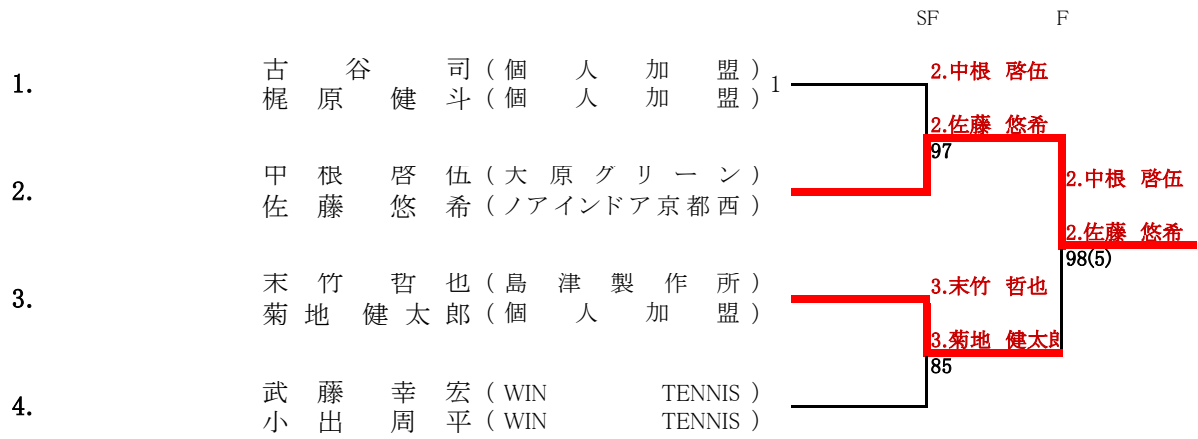 SF F
1. 古谷 司(個人加盟)1
梶原 健斗(個人加盟)
2.中根 啓伍
2.佐藤 悠希
97
2. 中根 啓伍(大原グリーン)
佐藤 悠希(ノアインドア京都西)
2.中根 啓伍
2.佐藤 悠希
98(5)
3. 末竹 哲也(島津製作所)
菊地 健太郎(個人加盟)
3.末竹 哲也
3.菊地 健太郎
85
4. 武藤 幸宏(WIN TENNIS)
小出 周平(WIN TENNIS)